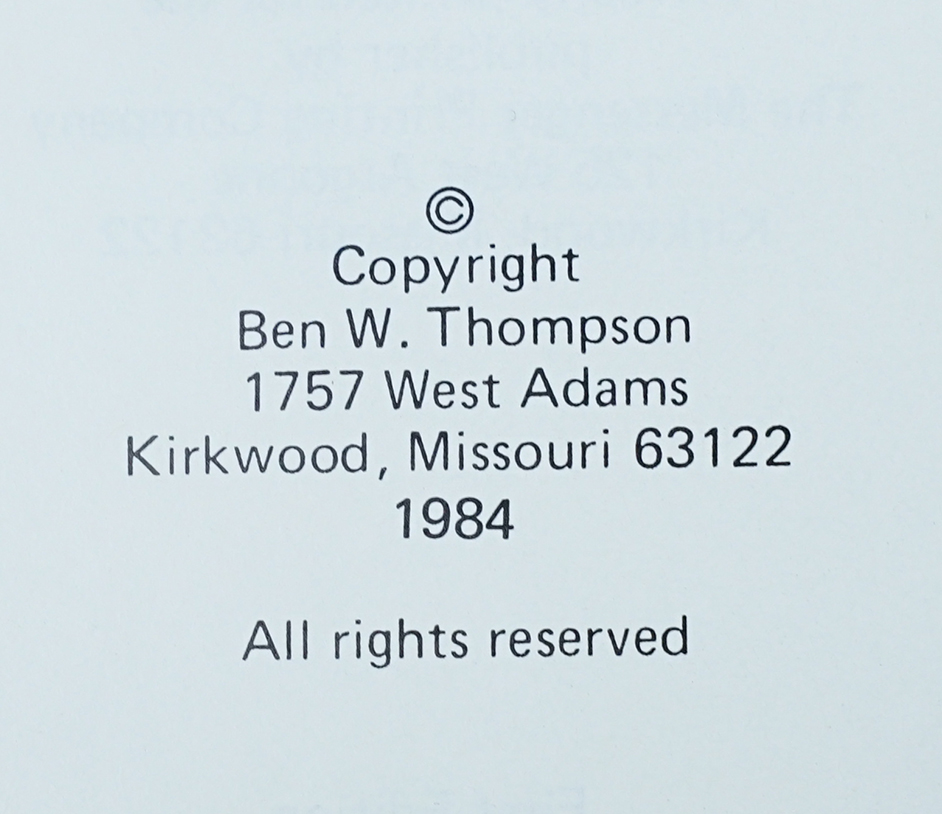 ©
Copyright
Ben W. Thompson
1757 West Adams
Kirkwood, Missouri 63122
1984
All rights reserved